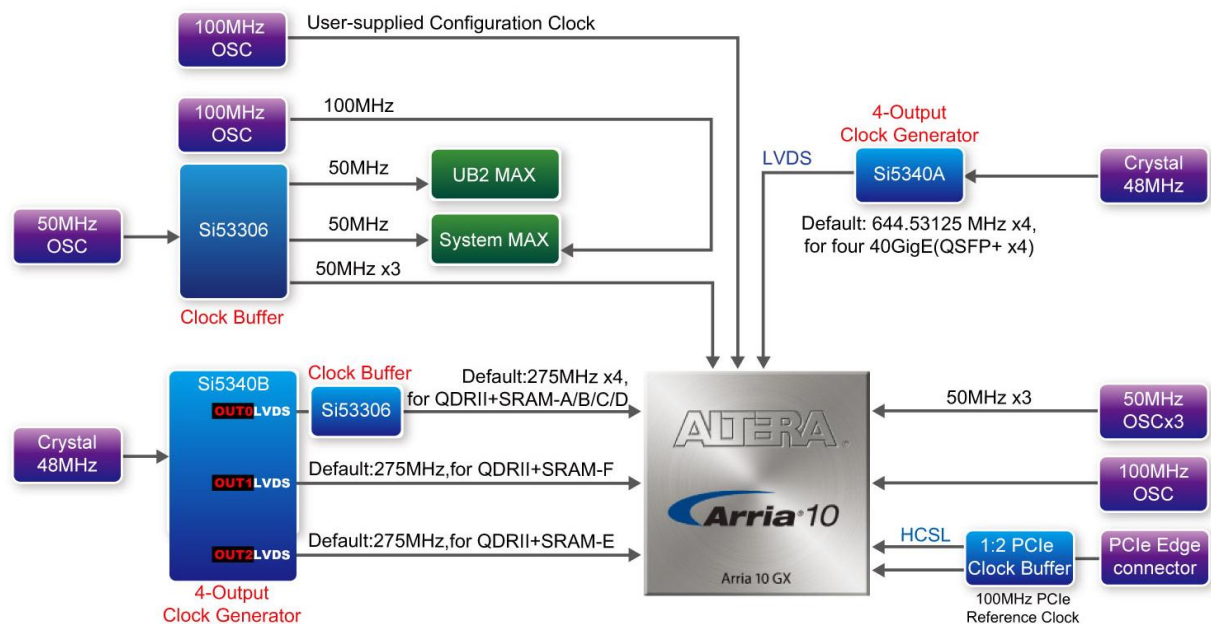 100MHz
OSC
User-supplied Configuration Clock
100MHz
OSC
100MHz
4-Output
Clock Generator
LVDS
Si5340A
Crystal
48MHz
Default: 644.53125 MHz x4,
for four 40GigE(QSFP+ x4)
50MHz
OSC
Si53306
50MHz
UB2 MAX
50MHz
System MAX
50MHz x3
Clock Buffer
Si5340B
Clock Buffer
Si53306
Default:275MHz x4,
for QDRII+SRAM-A/B/C/D
OUT0LVDS
Crystal
48MHz
OUT1LVDS
Default:275MHz,for QDRII+SRAM-F
OUT2LVDS
Default:275MHz,for QDRII+SRAM-E
4-Output
Clock Generator
ALTERA®
Arria® 10
Arria 10 GX
50MHz x3
50MHz
OSCx3
100MHz
OSC
HCSL
1:2 PCIe
Clock Buffer
PCIe Edge
connector
100MHz PCIe
Reference Clock